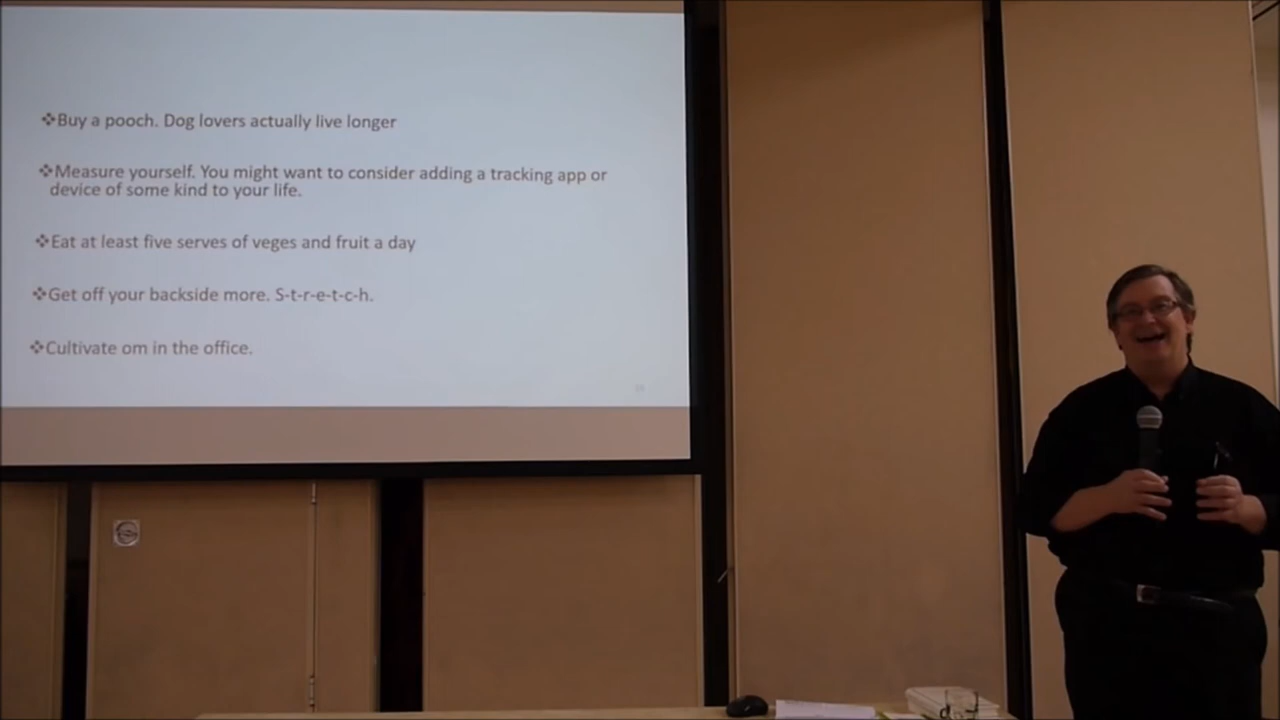 ❖Buy a pooch. Dog lovers actually live longer
❖Measure yourself. You might want to consider adding a tracking app or
device of some kind to your life.
❖Eat at least five serves of veges and fruit a day
❖Get off your backside more. S-t-r-e-t-c-h.
❖Cultivate om in the office.